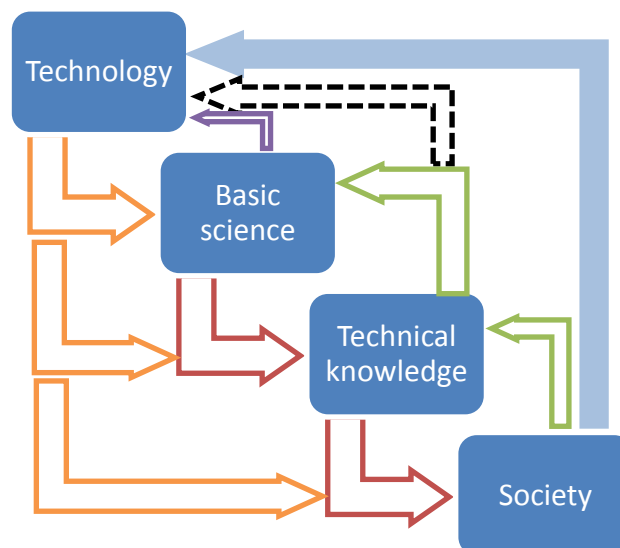 Technology
Basic
science
Technical
knowledge
Society